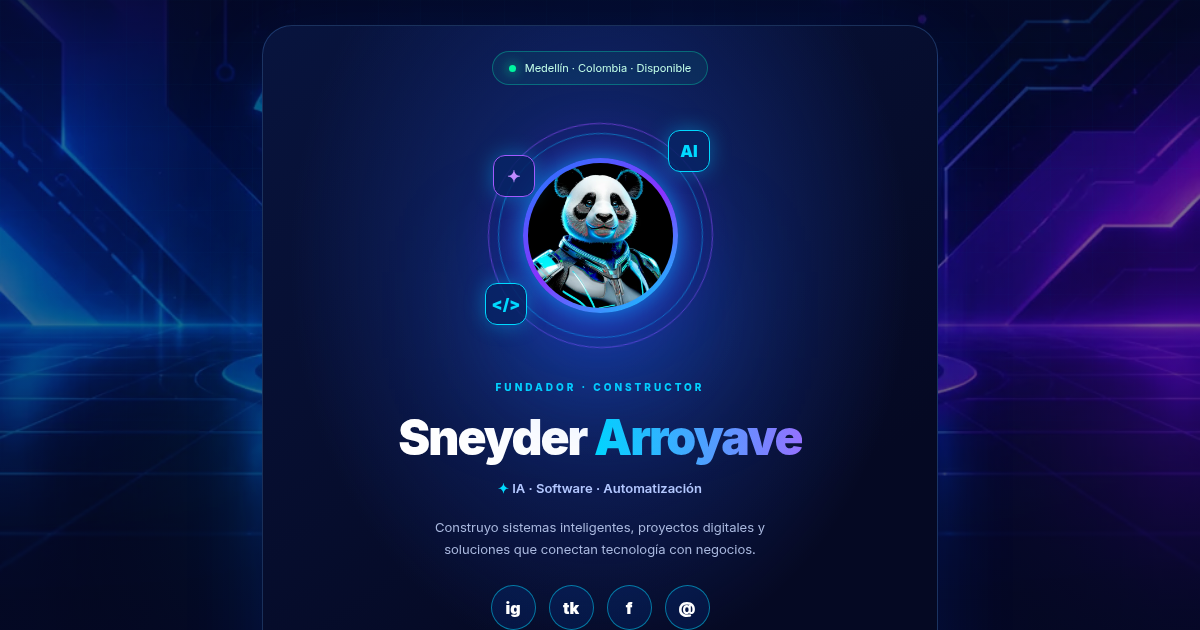 Medellín · Colombia · Disponible
AI
✦
</>
FUNDADOR · CONSTRUCTOR
Sneyder Arroyave
✦ IA · Software · Automatización
Construyo sistemas inteligentes, proyectos digitales y
soluciones que conectan tecnología con negocios.
ig tk f @